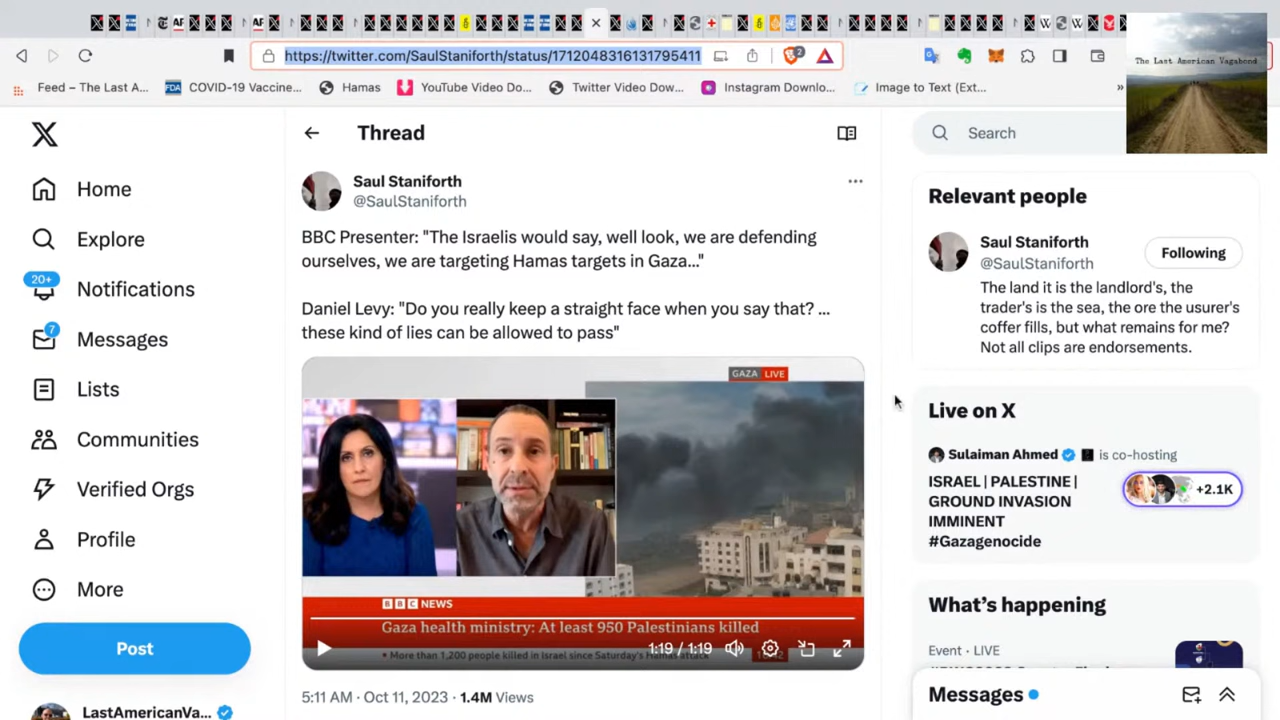 https://twitter.com/SaulStaniforth/status/1712048316131795411
Feed – The Last A...
FDA
COVID-19 Vaccine...
Hamas
YouTube Video Do...
Twitter Video Dow...
Instagram Downlo...
Image to Text (Ext...
»
The Last American Vagabond
Home
Explore
20+
Notifications
7
Messages
Lists
Communities
Verified Orgs
Profile
More
Post
LastAmericanVa...
Thread
Saul Staniforth
@SaulStaniforth
BBC Presenter: "The Israelis would say, well look, we are defending
ourselves, we are targeting Hamas targets in Gaza..."
Daniel Levy: "Do you really keep a straight face when you say that? ...
these kind of lies can be allowed to pass"
GAZA LIVE
BBC NEWS
Gaza health ministry: At least 950 Palestinians killed
• More than 1,200 people killed in Israel since Saturday's Hamas attack
1:19 / 1:19
5:11 AM · Oct 11, 2023 · 1.4M Views
Search
Relevant people
Saul Staniforth
@SaulStaniforth
Following
The land it is the landlord's, the
trader's is the sea, the ore the usurer's
coffer fills, but what remains for me?
Not all clips are endorsements.
Live on X
Sulaiman Ahmed is co-hosting
ISRAEL | PALESTINE |
GROUND INVASION
IMMINENT
#Gazagenocide
+2.1K
What's happening
Event · LIVE
Messages